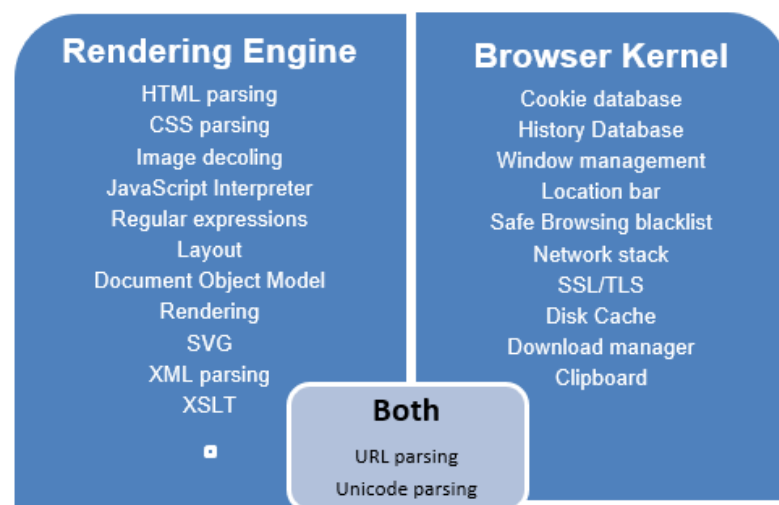 Rendering Engine
HTML parsing
CSS parsing
Image decoling
JavaScript Interpreter
Regular expressions
Layout
Document Object Model
Rendering
SVG
XML parsing
XSLT
Browser Kernel
Cookie database
History Database
Window management
Location bar
Safe Browsing blacklist
Network stack
SSL/TLS
Disk Cache
Download manager
Clipboard
Both
URL parsing
Unicode parsing